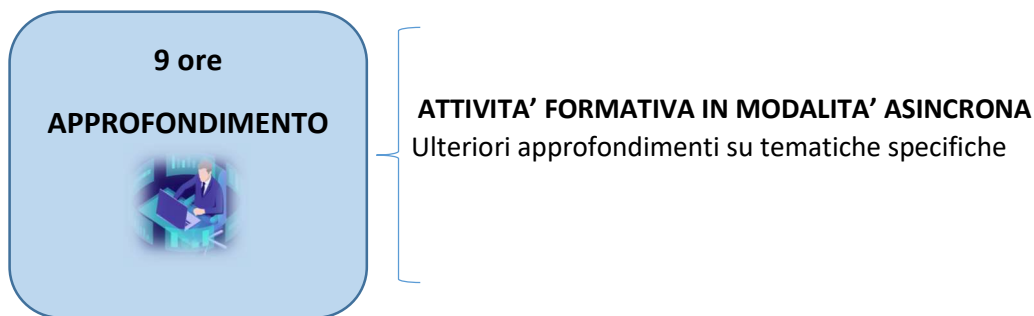 9 ore
APPROFONDIMENTO
ATTIVITA’ FORMATIVA IN MODALITA’ ASINCRONA
Ulteriori approfondimenti su tematiche specifiche